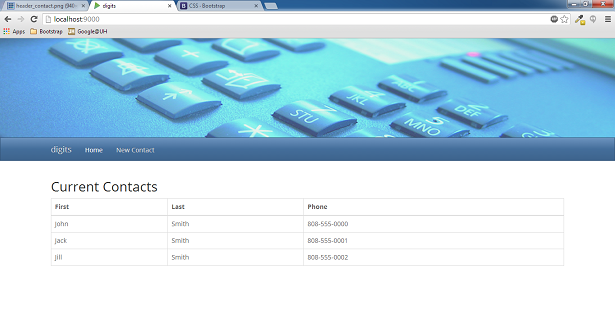 header_contact.png (940×
digits
CSS · Bootstrap
localhost:9000
Apps
Bootstrap
Google@UH
JKL
ABC
DEF
STU
MNO
digits
Home
New Contact
Current Contacts
First Last Phone
John Smith 808-555-0000
Jack Smith 808-555-0001
Jill Smith 808-555-0002